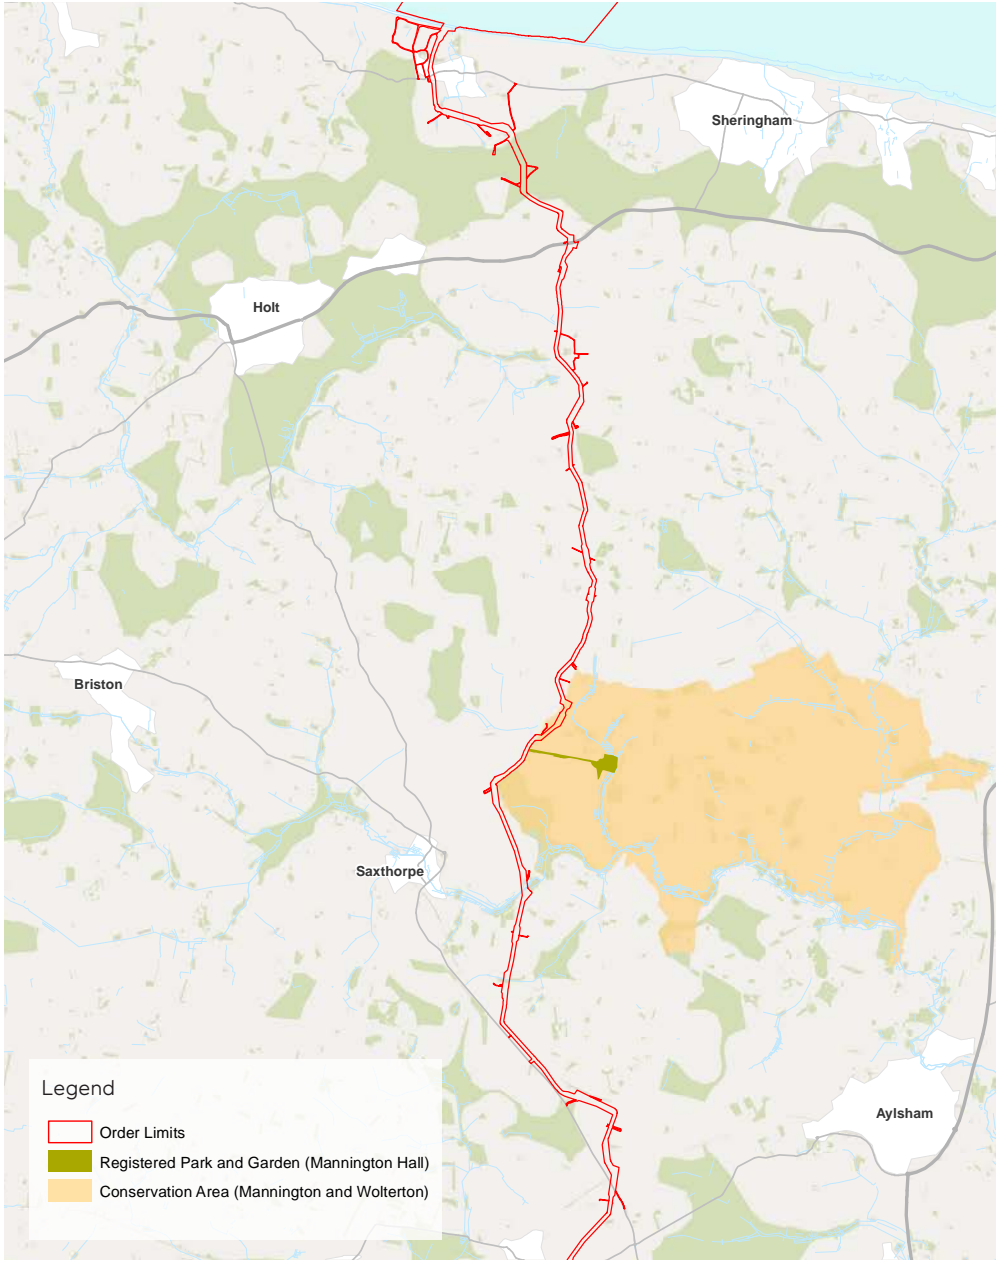 Sheringham
Holt
Briston
Saxthorpe
Aylsham
Legend
Order Limits
Registered Park and Garden (Mannington Hall)
Conservation Area (Mannington and Wolterton)